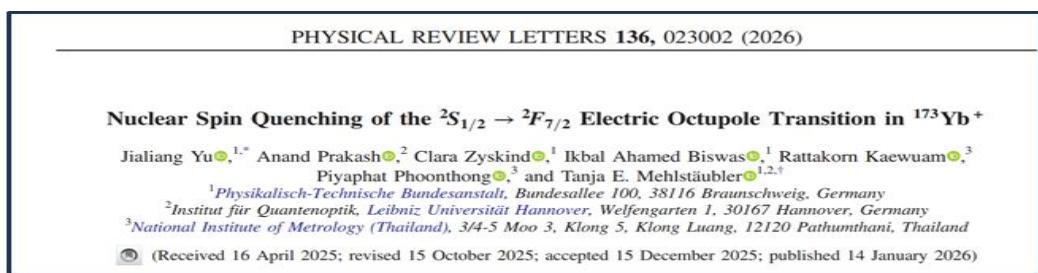 PHYSICAL REVIEW LETTERS 136, 023002 (2026)
Nuclear Spin Quenching of the ²S₁/₂ → ²F₇/₂ Electric Octupole Transition in ¹⁷³Yb⁺
Jialiang Yu,¹,* Anand Prakash,² Clara Zyskind,¹ Ikbal Ahamed Biswas,¹ Rattakorn Kaewuam,³
Piyaphat Phoonthong,³ and Tanja E. Mehlstäubler¹,²,†
¹Physikalisch-Technische Bundesanstalt, Bundesallee 100, 38116 Braunschweig, Germany
²Institut für Quantenoptik, Leibniz Universität Hannover, Welfengarten 1, 30167 Hannover, Germany
³National Institute of Metrology (Thailand), 3/4-5 Moo 3, Klong 5, Klong Luang, 12120 Pathumthani, Thailand
(Received 16 April 2025; revised 15 October 2025; accepted 15 December 2025; published 14 January 2026)